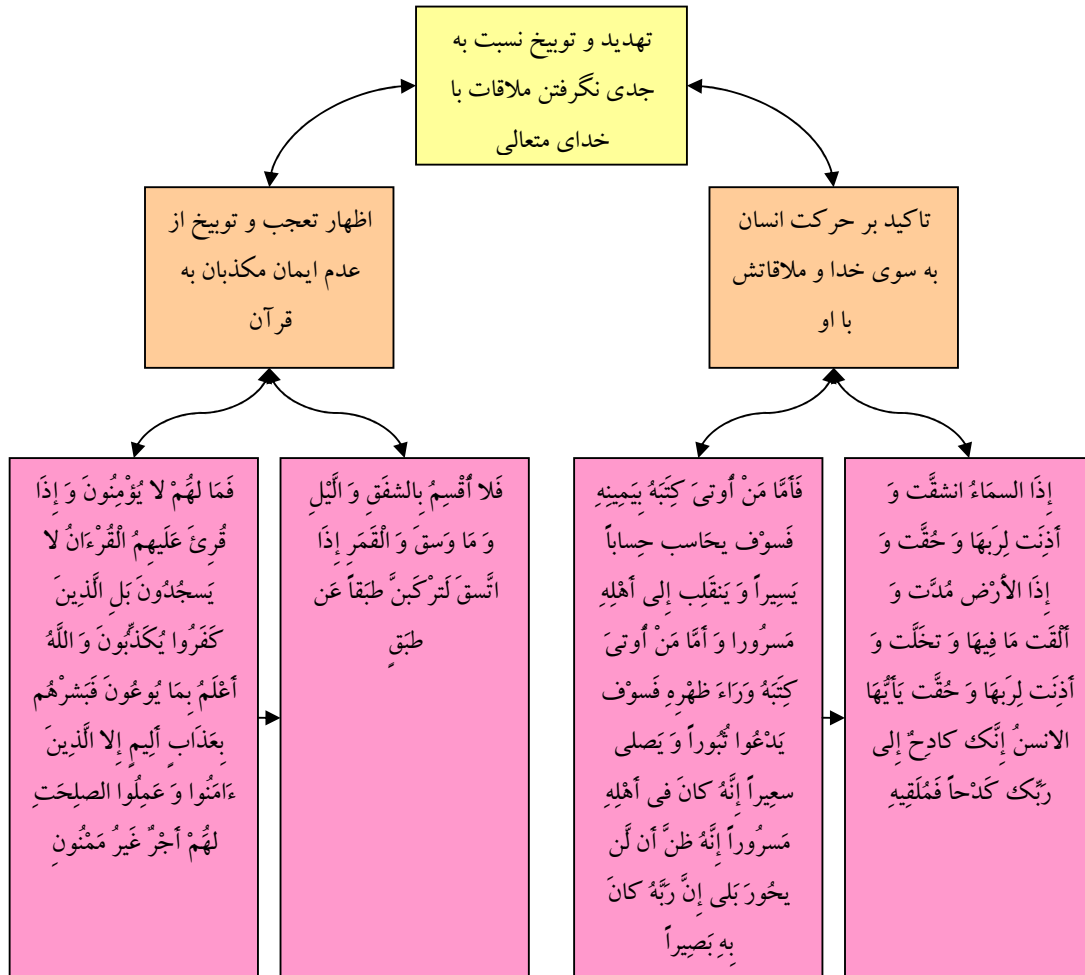 تهدید و توبیخ نسبت به
جدی نگرفتن ملاقات با
خدای متعالی
تاکید بر حرکت انسان
به سوی خدا و ملاقاتش
با او
اظهار تعجب و توبیخ از
عدم ایمان مکذبان به
قرآن
إِذَا السمَاءُ انشقَّت وَ
أَذِنَت لِرَبهَا وَ حُقَّت وَ
إِذَا الأَرْض مُدَّت وَ
أَلْقَت مَا فِيهَا وَ تخَلَّت وَ
أَذِنَت لِرَبهَا وَ حُقَّت يَأَيُّهَا
الانسنُ إِنَّك كادِحٌ إِلى
رَبِّك كَدْحاً فَمُلَقِيهِ
فَأَمَّا مَنْ أُوتىَ كِتَبَهُ بِيَمِينِهِ
فَسوْف يحَاسب حِساباً
يَسِيراً وَ يَنقَلِب إِلى أَهْلِهِ
مَسرُورا وَ أَمَّا مَنْ أُوتىَ
كِتَبَهُ وَرَاءَ ظهْرِهِ فَسوْف
يَدْعُوا ثُبُوراً وَ يَصلى
سعِيراً إِنَّهُ كانَ فى أَهْلِهِ
مَسرُوراً إِنَّهُ ظنَّ أَن لَّن
يحُورَ بَلى إِنَّ رَبَّهُ كانَ
بِهِ بَصِيراً
فَلا أُقْسِمُ بِالشفَقِ وَ الَّيْلِ
وَ مَا وَسقَ وَ الْقَمَرِ إِذَا
اتَّسقَ لَترْكَبنَّ طبَقاً عَن
طبَقٍ
فَمَا لهُمْ لا يُؤْمِنُونَ وَ إِذَا
قُرِئَ عَلَيهِمُ الْقُرْءَانُ لا
يَسجُدُونَ بَلِ الَّذِينَ
كَفَرُوا يُكَذِّبُونَ وَ اللَّهُ
أَعْلَمُ بِمَا يُوعُونَ فَبَشرْهُم
بِعَذَابٍ أَلِيمٍ إِلا الَّذِينَ
ءَامَنُوا وَ عَمِلُوا الصلِحَتِ
لهُمْ أَجْرٌ غَيرُ مَمْنُونِ